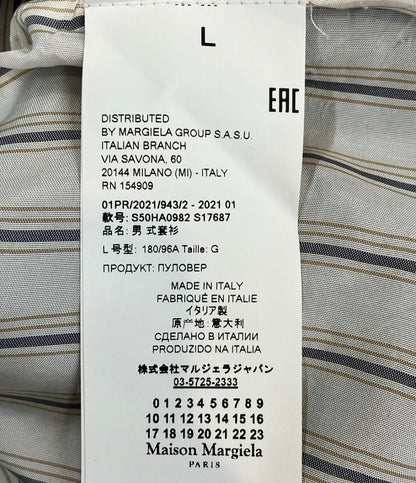 L
EAC
DISTRIBUTED
BY MARGIELA GROUP S.A.S.U.
ITALIAN BRANCH
VIA SAVONA, 60
20144 MILANO (MI) - ITALY
RN 154909
01PR/2021/943/2 - 2021 01
款号: S50HA0982 S17687
品名: 男 式套衫
L 号型: 180/96A Taille: G
ПРОДУКТ: ПУЛОВЕР
MADE IN ITALY
FABRIQUÉ EN ITALIE
イタリア製
原产地: 意大利
СДЕЛАНО В ИТАЛИИ
PRODUZIDO NA ITALIA
株式会社マルジェラジャパン
03-5725-2333
0 1 2 3 4 5 6 7 8 9
10 11 12 13 14 15 16
17 18 19 20 21 22 23
Maison Margiela
PARIS